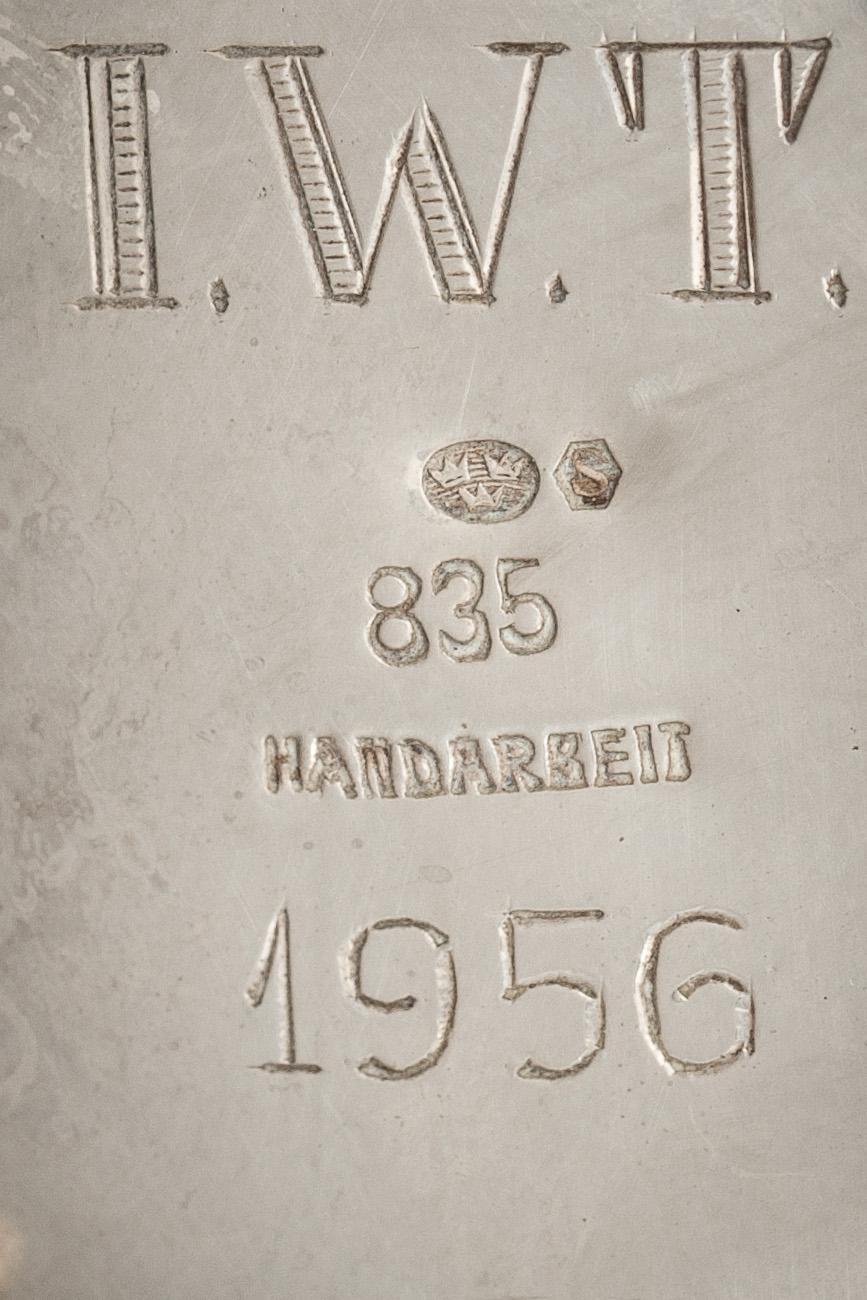 I.W.T.
S
835
HANDARBEIT
1956